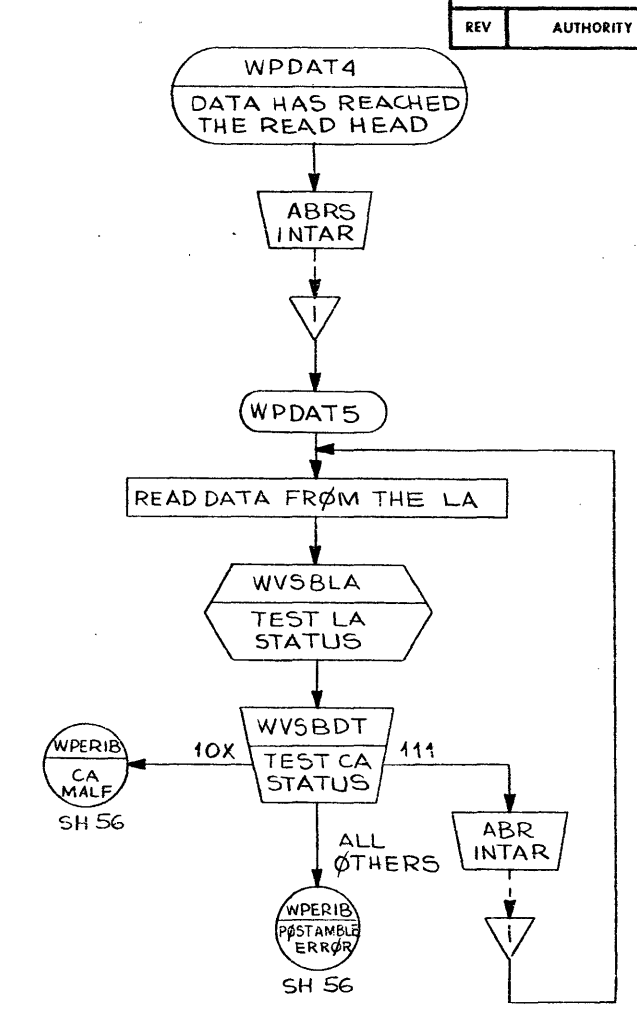 REV AUTHORITY
WPDAT4
DATA HAS REACHED
THE READ HEAD
ABRS
INTAR
I
WPDAT5
READ DATA FRØM THE LA
WVSBLA
TEST LA
STATUS
WVSBDT
TEST CA
STATUS
10X
111
WPERIB
CA
MALF
SH 56
ABR
INTAR
I
ALL
ØTHERS
WPERIB
PØSTAMBLE
ERRØR
SH 56